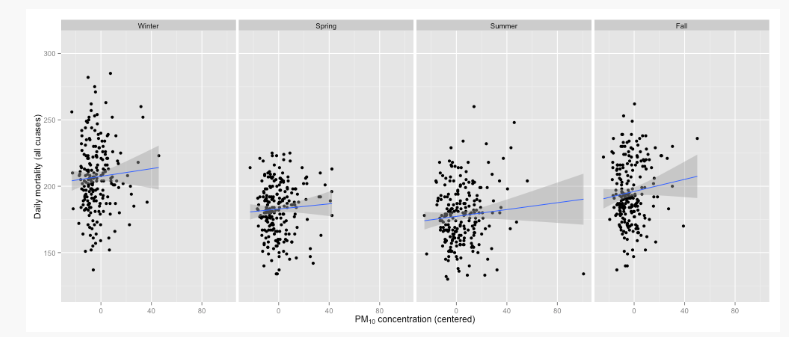 Winter
Spring
Summer
Fall
Daily mortality (all cuases)
300
250
200
150
0 40 80
0 40 80
0 40 80
0 40 80
PM₁₀ concentration (centered)